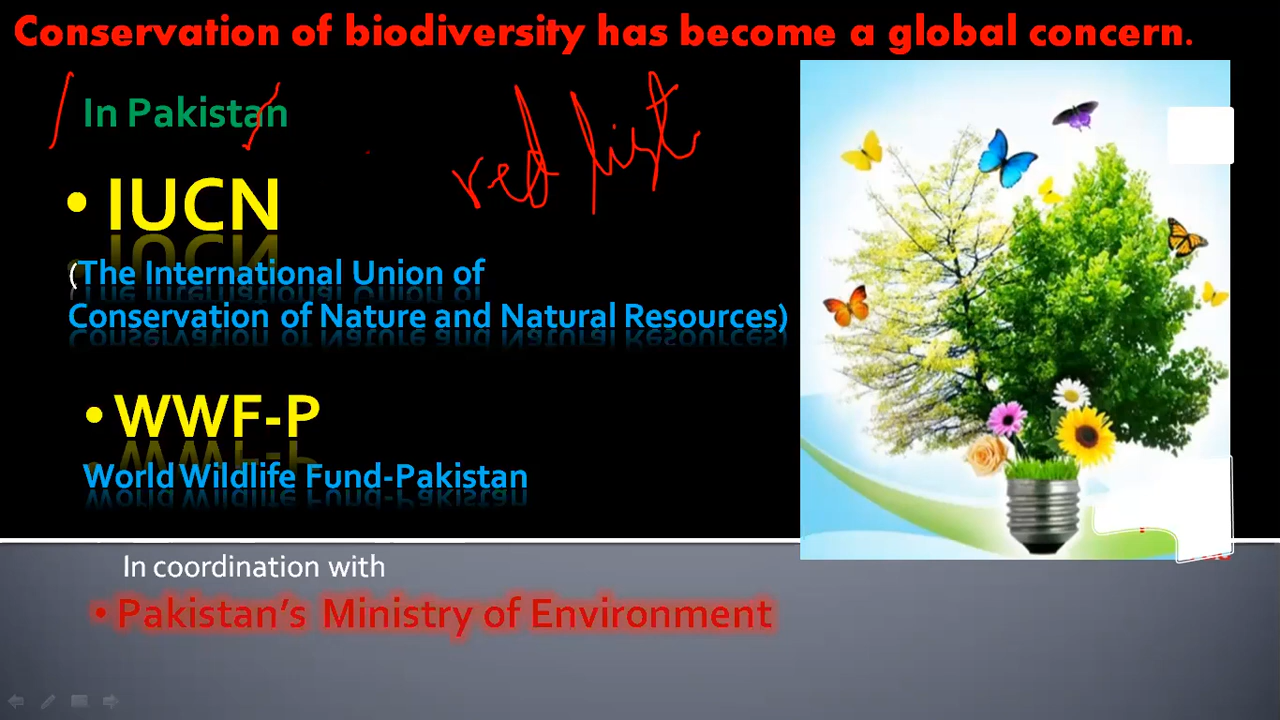 Conservation of biodiversity has become a global concern.
In Pakistan
red list
• IUCN
(The International Union of
Conservation of Nature and Natural Resources)
• WWF-P
World Wildlife Fund-Pakistan
In coordination with
• Pakistan's Ministry of Environment